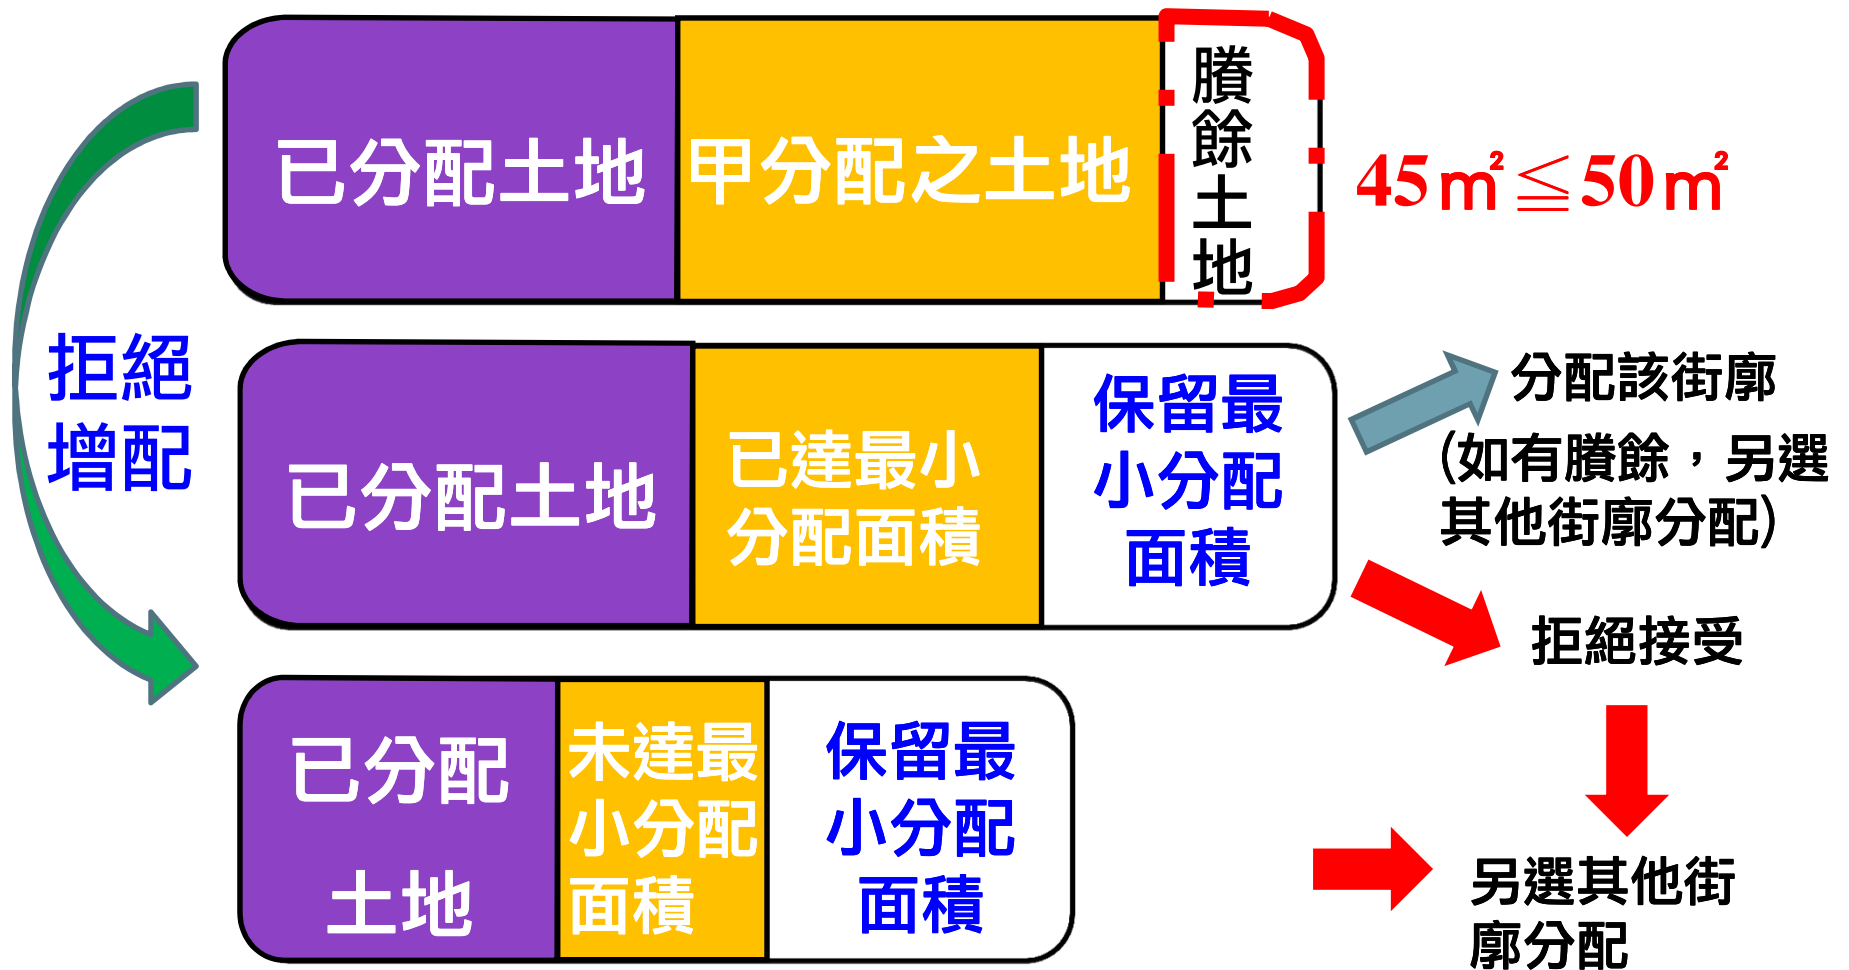 已分配土地
甲分配之土地
賸
餘
土
地
45㎡≦50㎡
拒絕
增配
已分配土地
已達最小
分配面積
保留最
小分配
面積
分配該街廓
(如有賸餘，另選
其他街廓分配)
拒絕接受
已分配
土地
未達最
小分配
面積
保留最
小分配
面積
另選其他街
廓分配